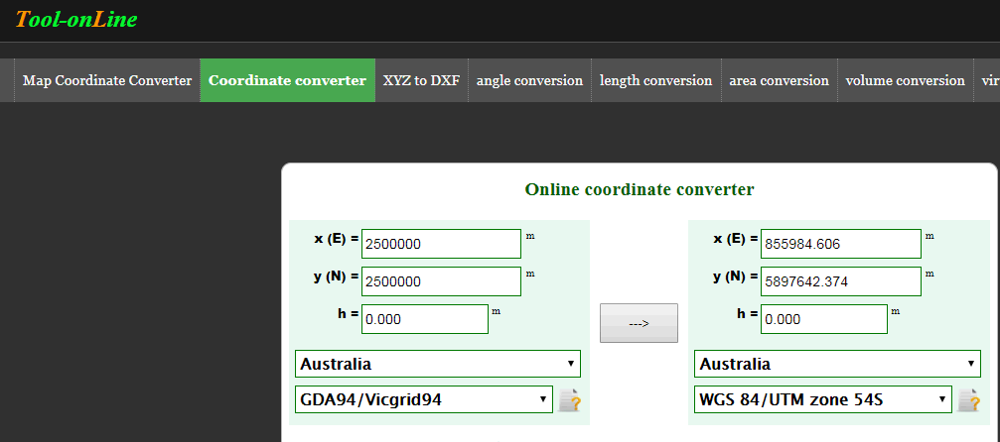 Tool-onLine
Map Coordinate Converter Coordinate converter XYZ to DXF angle conversion length conversion area conversion volume conversion vir
Online coordinate converter
x (E) = 2500000 m x (E) = 855984.606 m
y (N) = 2500000 m y (N) = 5897642.374 m
h = 0.000 m h = 0.000 m
--->
Australia Australia
GDA94/Vicgrid94 WGS 84/UTM zone 54S